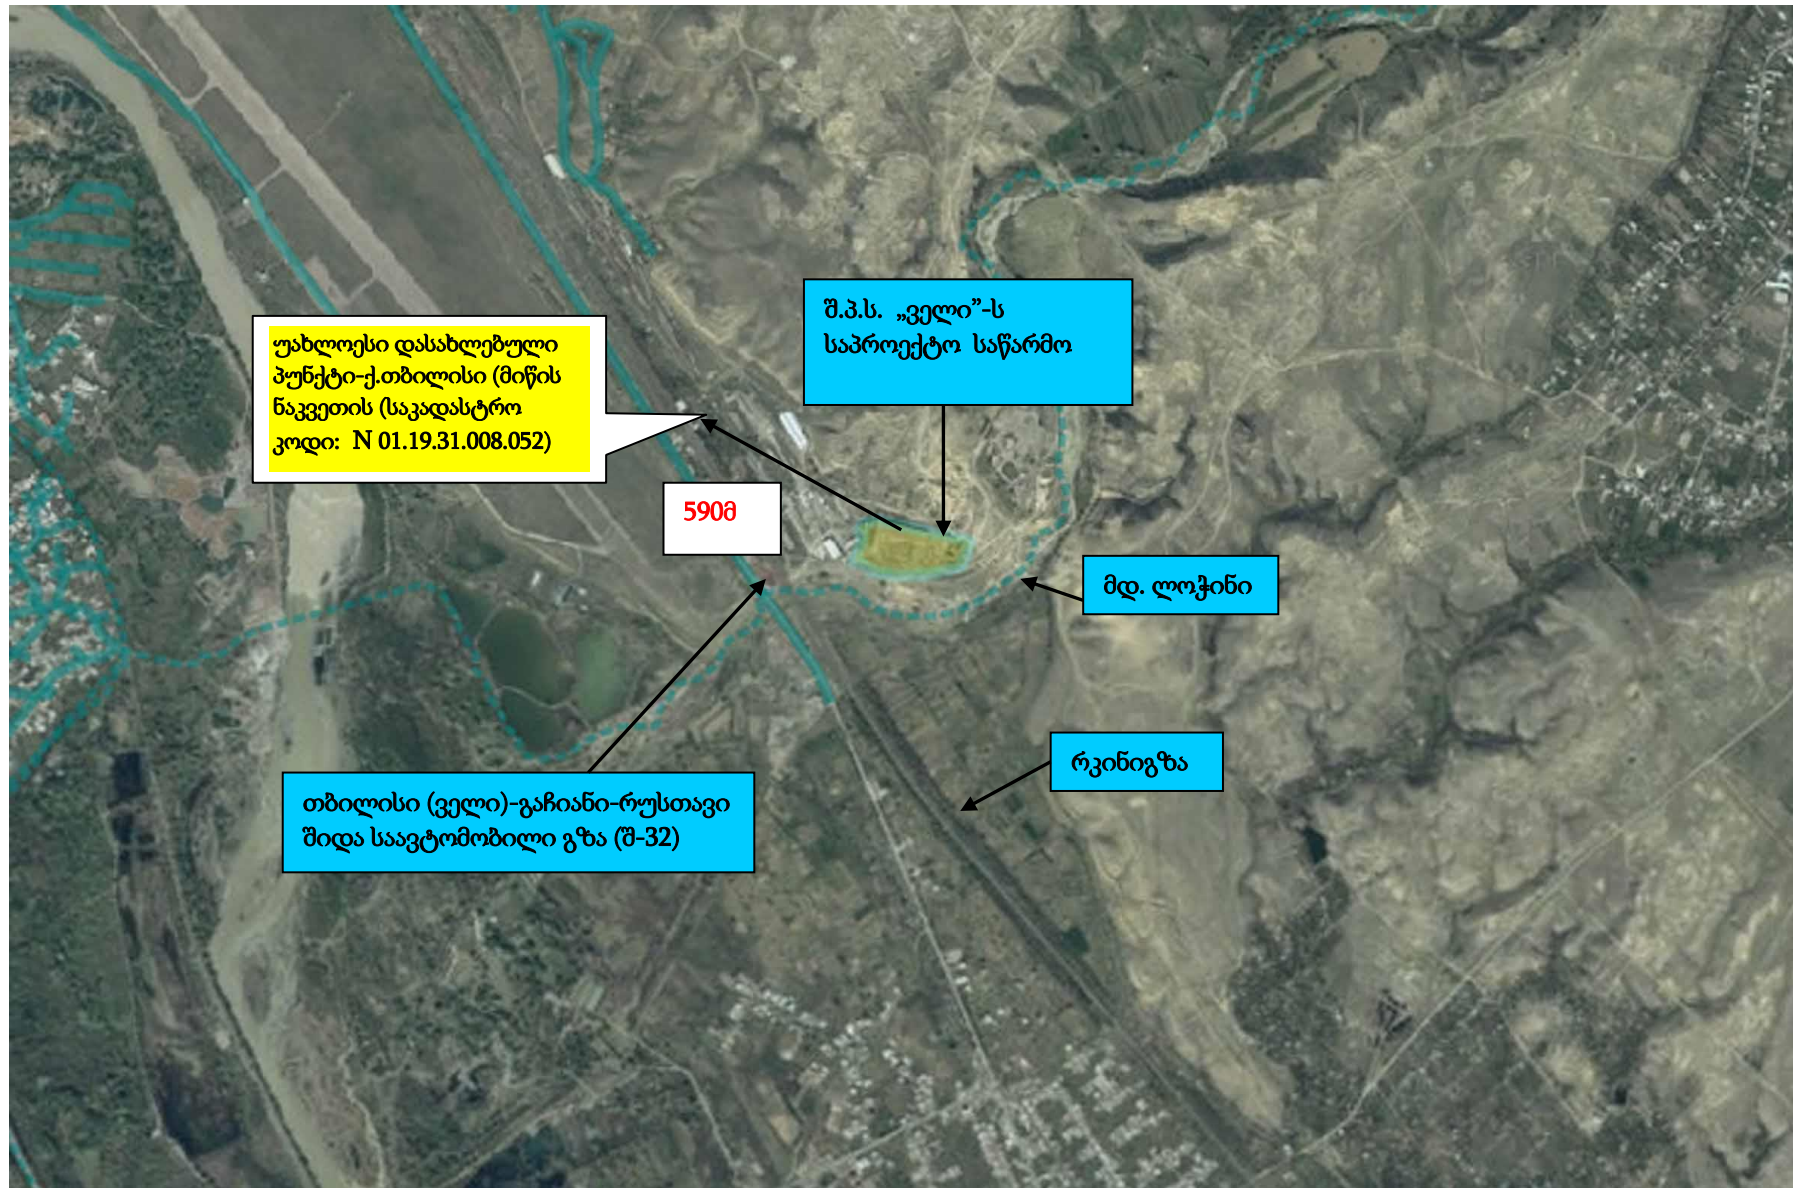 შ.პ.ს. „ველი”-ს
საპროექტო საწარმო
უახლოესი დასახლებული
პუნქტი-ქ.თბილისი (მიწის
ნაკვეთის (საკადასტრო
კოდი: N 01.19.31.008.052)
590მ
მდ. ლოჭინი
რკინიგზა
თბილისი (ველი)-გაჩიანი-რუსთავი
შიდა საავტომობილი გზა (შ-32)